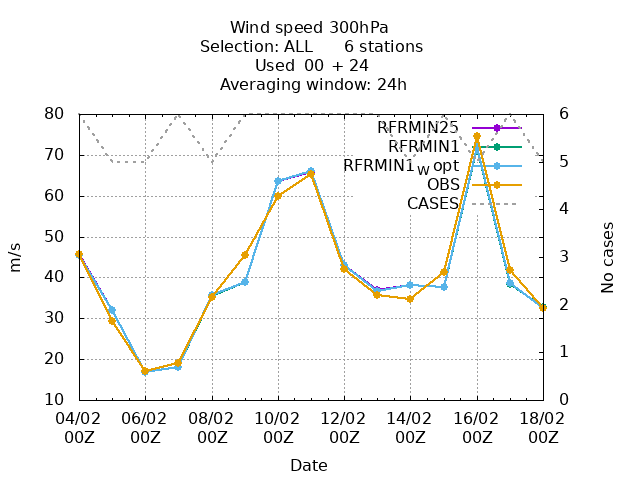 Wind speed 300hPa
Selection: ALL 6 stations
Used 00 + 24
Averaging window: 24h
80
70
60
50
40
30
20
10
m/s
RFRMIN25
RFRMIN1
RFRMIN1W opt
OBS
CASES
6
5
4
3
2
1
0
No cases
04/02 06/02 08/02 10/02 12/02 14/02 16/02 18/02
00Z 00Z 00Z 00Z 00Z 00Z 00Z 00Z
Date